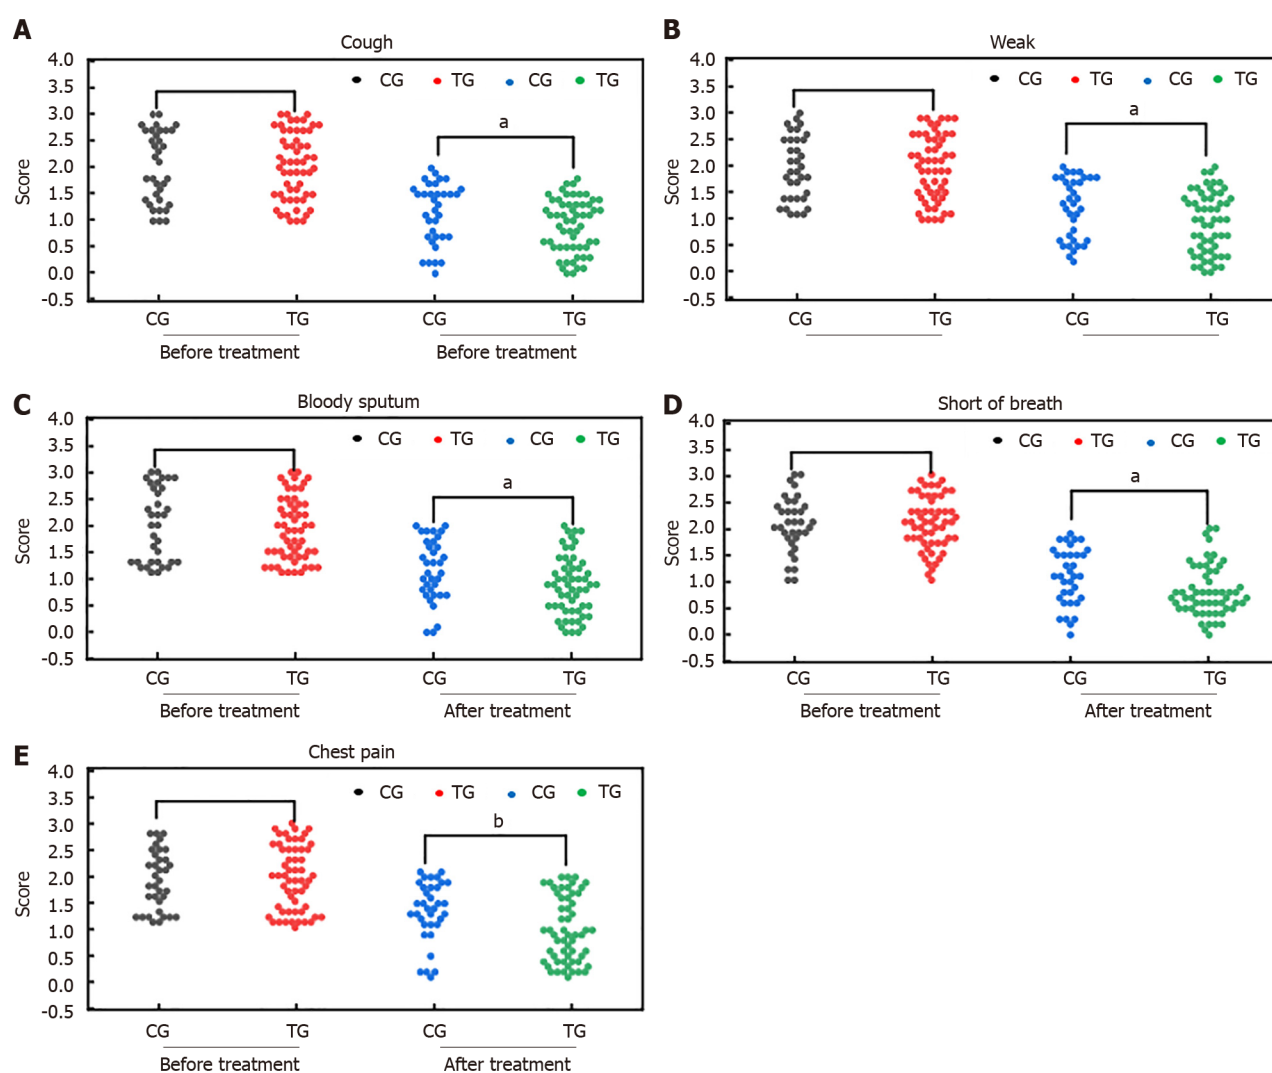 A
Cough
4.0
3.5
3.0
2.5
2.0
1.5
1.0
0.5
0.0
-0.5
Score
CG TG CG TG
a
CG TG CG TG
Before treatment Before treatment
B
Weak
4.0
3.5
3.0
2.5
2.0
1.5
1.0
0.5
0.0
-0.5
Score
CG TG CG TG
a
CG TG CG TG
C
Bloody sputum
4.0
3.5
3.0
2.5
2.0
1.5
1.0
0.5
0.0
-0.5
Score
CG TG CG TG
a
CG TG CG TG
Before treatment After treatment
D
Short of breath
4.0
3.5
3.0
2.5
2.0
1.5
1.0
0.5
0.0
-0.5
Score
CG TG CG TG
a
CG TG CG TG
Before treatment After treatment
E
Chest pain
4.0
3.5
3.0
2.5
2.0
1.5
1.0
0.5
0.0
-0.5
Score
CG TG CG TG
b
CG TG CG TG
Before treatment After treatment